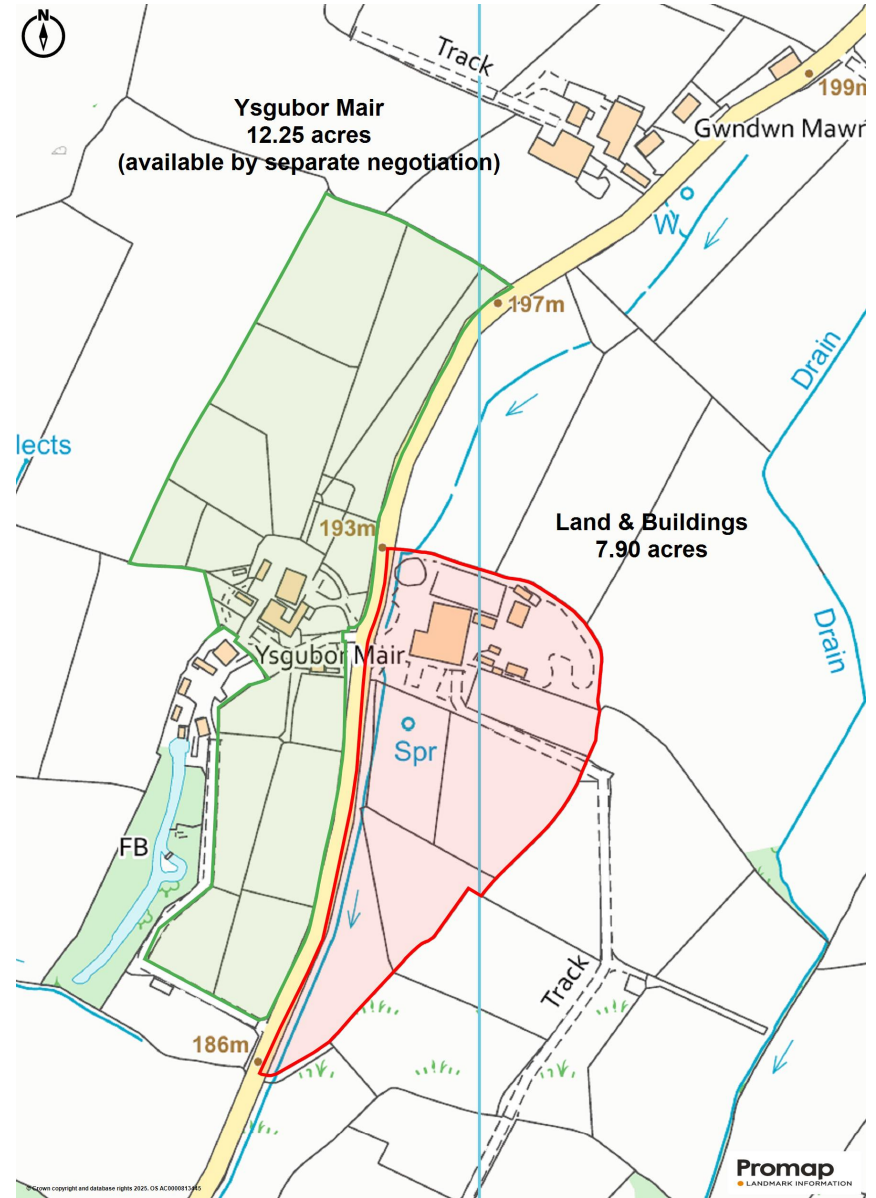 N
Track
199m
Ysgubor Mair
12.25 acres
(available by separate negotiation)
Gwndwn Mawr
W
197m
Drain
lects
Land & Buildings
7.90 acres
193m
Drain
Ysgubor Mair
Spr
FB
Track
186m
Promap
LANDMARK INFORMATION
© Crown copyright and database rights 2025. OS AC0000813445